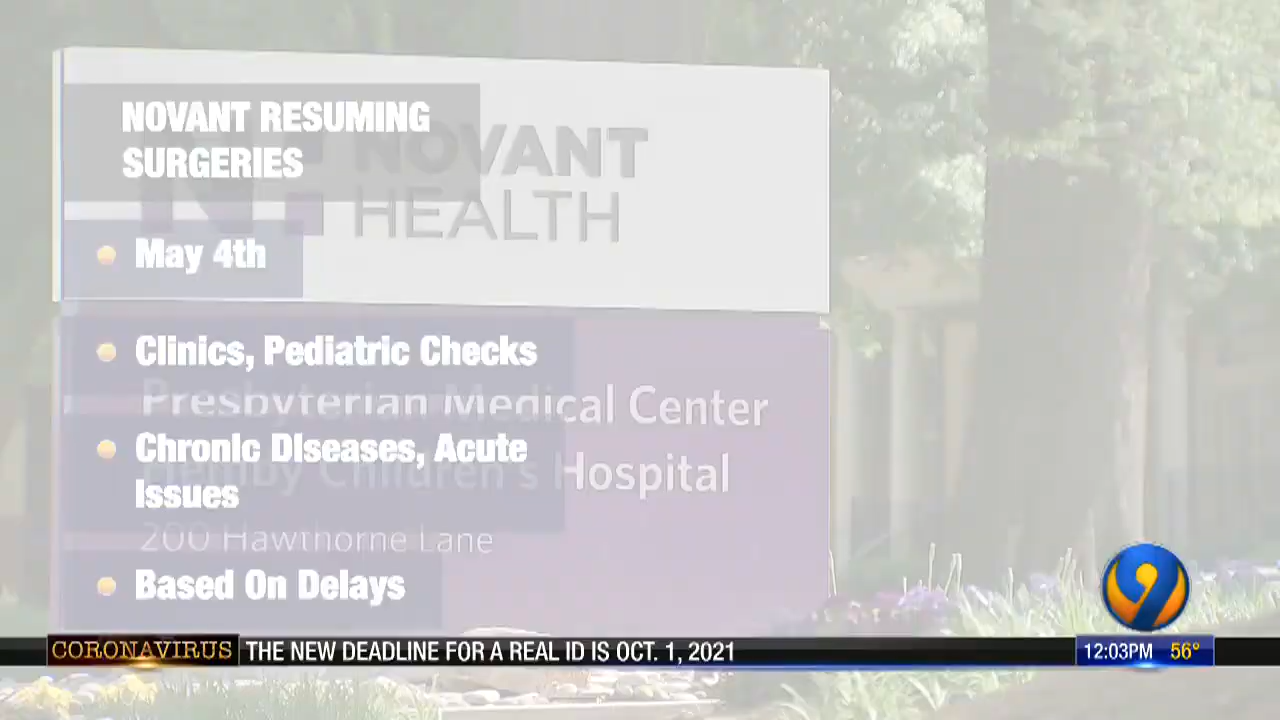 NOVANT RESUMING
SURGERIES
May 4th
Clinics, Pediatric Checks
Chronic Diseases, Acute
Issues
Based On Delays
NOVANT
HEALTH
Presbyterian Medical Center
Hemby Children's Hospital
200 Hawthorne Lane
9
CORONAVIRUS THE NEW DEADLINE FOR A REAL ID IS OCT. 1, 2021
12:03PM 56°